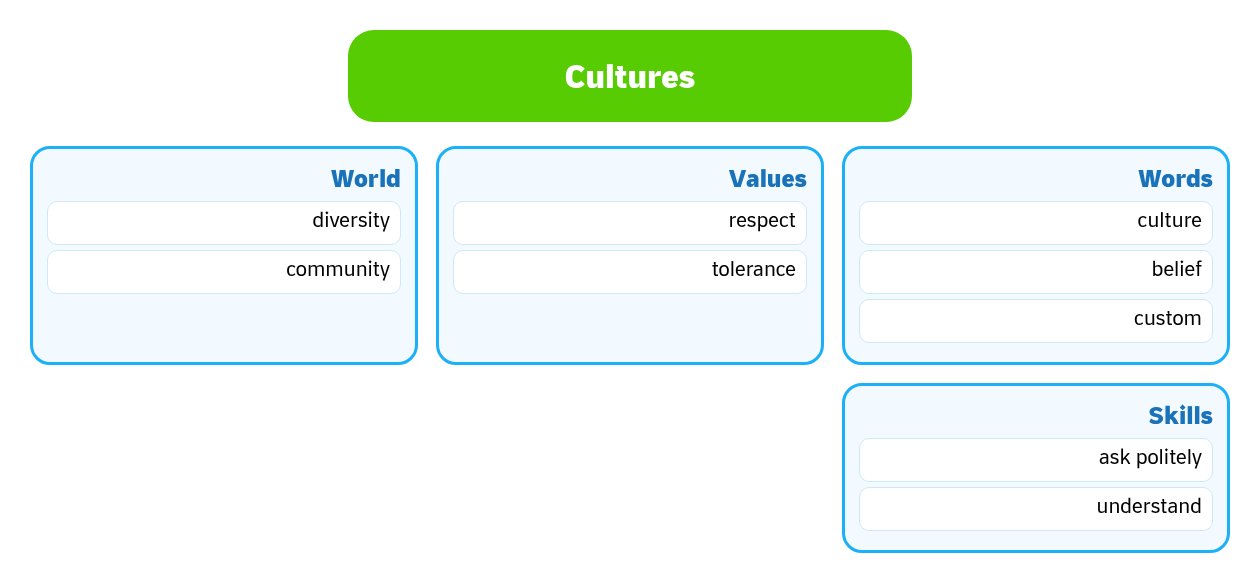 Cultures
World
diversity
community
Values
respect
tolerance
Words
culture
belief
custom
Skills
ask politely
understand